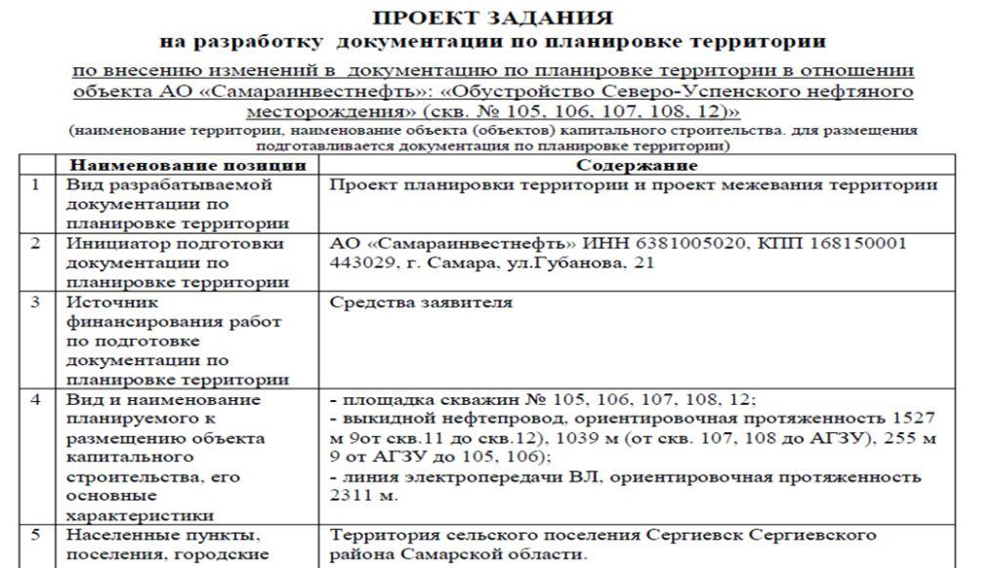 ПРОЕКТ ЗАДАНИЯ
на разработку документации по планировке территории
по внесению изменений в документацию по планировке территории в отношении
объекта АО «Самараинвестнефть»: «Обустройство Северо-Успенского нефтяного
месторождения» (скв. № 105, 106, 107, 108, 12)»
(наименование территории, наименование объекта (объектов) капитального строительства. для размещения
подготавливается документация по планировке территории)
Наименование позиции
Содержание
1
Вид разрабатываемой
документации по
планировке территории
Проект планировки территории и проект межевания территории
2
Инициатор подготовки
документации по
планировке территории
АО «Самараинвестнефть» ИНН 6381005020, КПП 168150001
443029, г. Самара, ул.Губанова, 21
3
Источник
финансирования работ
по подготовке
документации по
планировке территории
Средства заявителя
4
Вид и наименование
планируемого к
размещению объекта
капитального
строительства, его
основные
характеристики
- площадка скважин № 105, 106, 107, 108, 12;
- выкидной нефтепровод, ориентировочная протяженность 1527
м 9от скв.11 до скв.12), 1039 м (от скв. 107, 108 до АГЗУ), 255 м
9 от АГЗУ до 105, 106);
- линия электропередачи ВЛ, ориентировочная протяженность
2311 м.
5
Населенные пункты,
поселения, городские
Территория сельского поселения Сергиевск Сергиевского
района Самарской области.